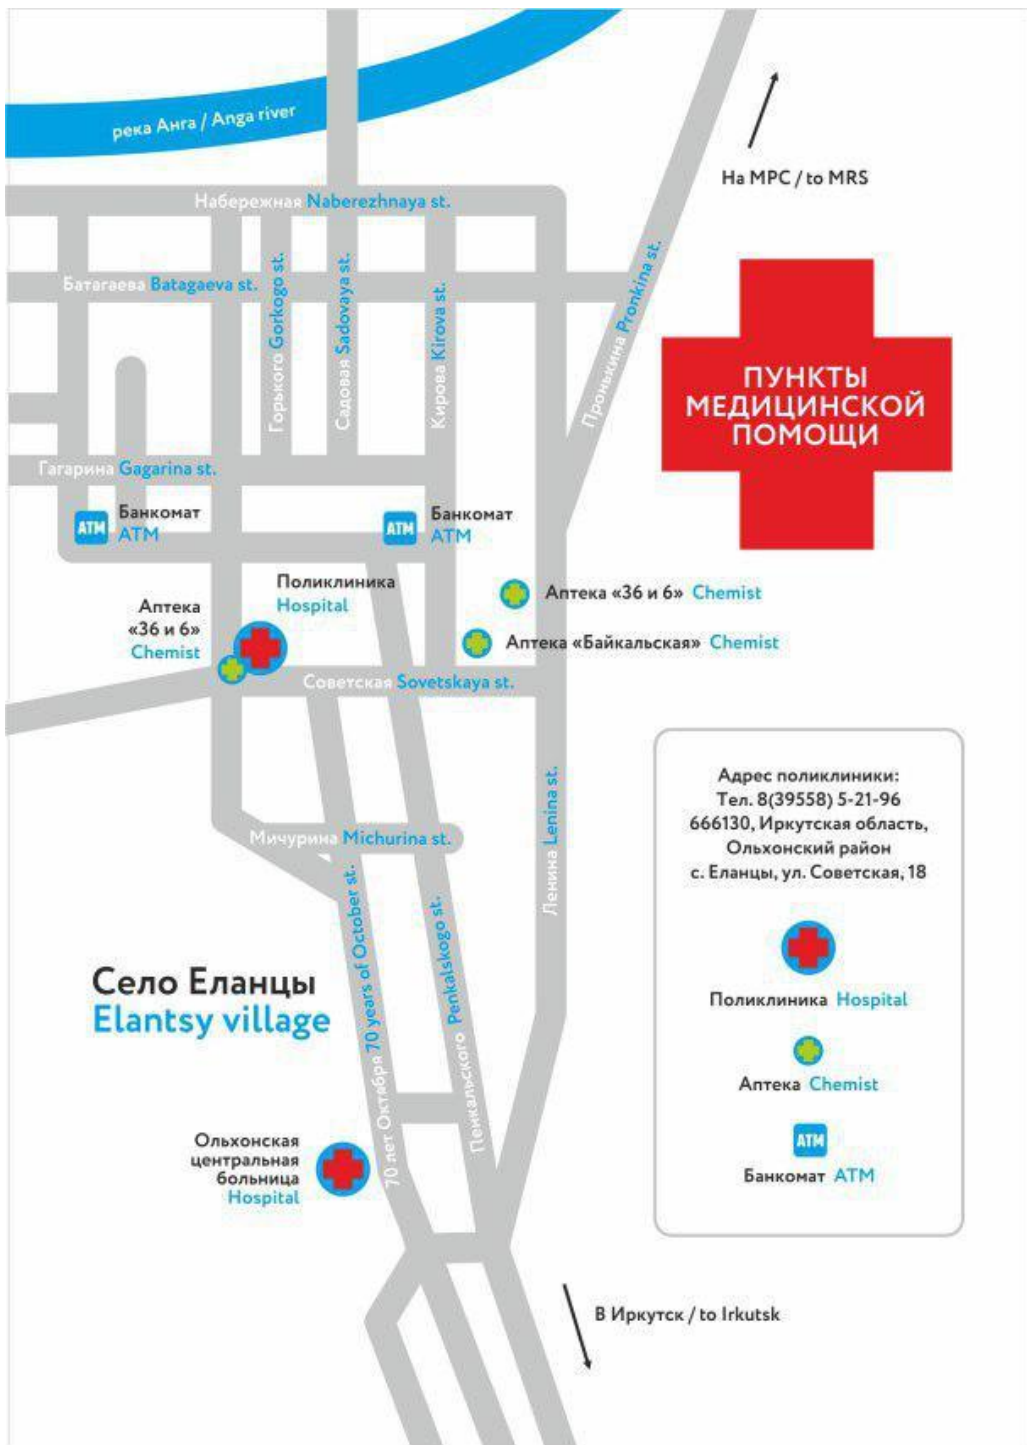 река Анга / Anga river
На МРС / to MRS
Набережная Naberezhnaya st.
Батагаева Batagaeva st.
Горького Gorkogo st.
Садовая Sadovaya st.
Кирова Kirova st.
Пронькина Pronkina st.
ПУНКТЫ
МЕДИЦИНСКОЙ
ПОМОЩИ
Гагарина Gagarina st.
ATM
Банкомат
ATM
ATM
Банкомат
ATM
Поликлиника
Hospital
Аптека «36 и 6» Chemist
Аптека
«36 и 6»
Chemist
Аптека «Байкальская» Chemist
Советская Sovetskaya st.
Ленина Lenina st.
Мичурина Michurina st.
70 лет Октября 70 years of October st.
Пенкальского Penkalskogo st.
Адрес поликлиники:
Тел. 8(39558) 5-21-96
666130, Иркутская область,
Ольхонский район
с. Еланцы, ул. Советская, 18
Поликлиника Hospital
Аптека Chemist
ATM
Банкомат ATM
Село Еланцы
Elantsy village
Ольхонская
центральная
больница
Hospital
В Иркутск / to Irkutsk